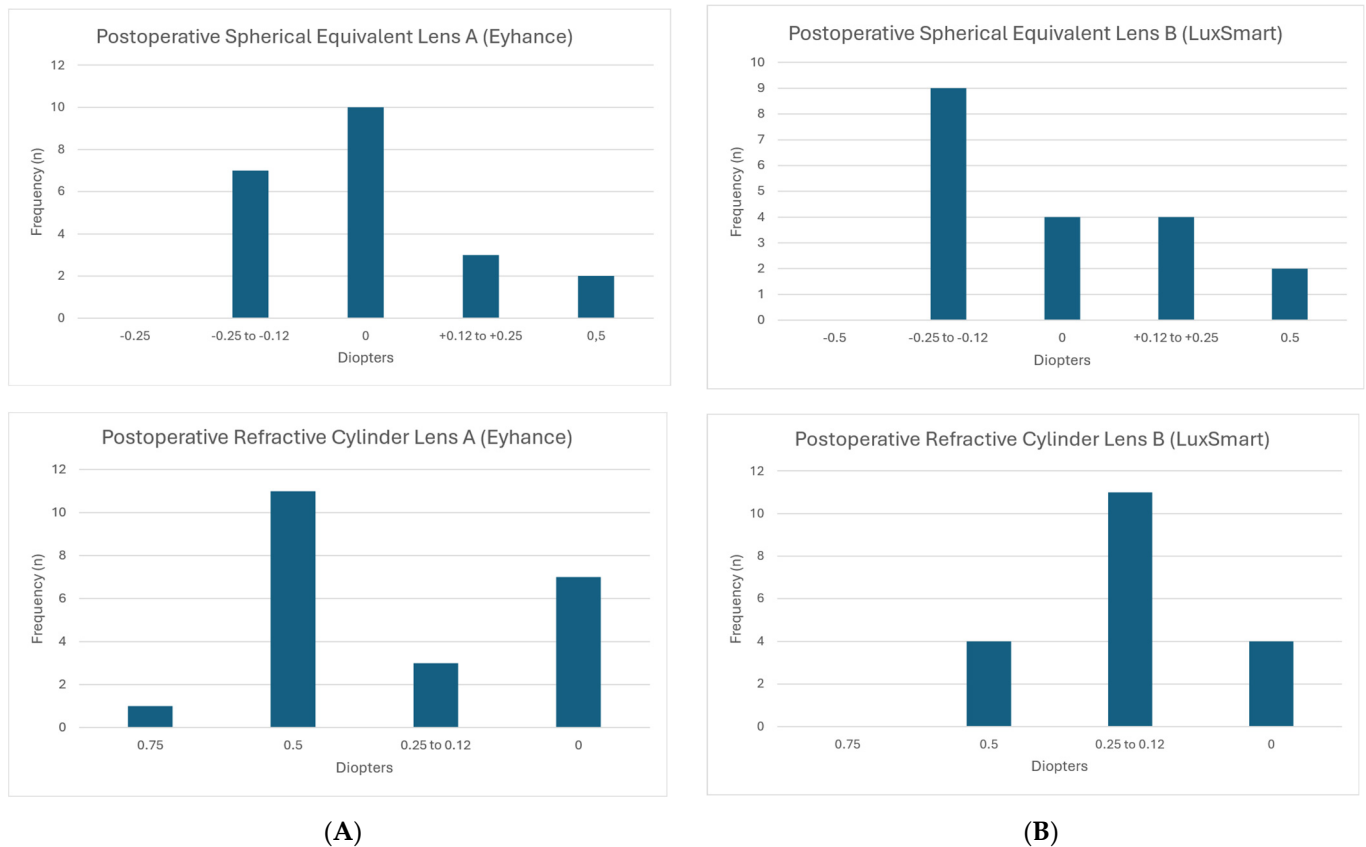 Postoperative Spherical Equivalent Lens A (Eyhance)
12
10
8
6
4
2
0
Frequency (n)
-0.25
-0.25 to -0.12
0
+0.12 to +0.25
0,5
Diopters
Postoperative Spherical Equivalent Lens B (LuxSmart)
10
9
8
7
6
5
4
3
2
1
0
Frequency (n)
-0.5
-0.25 to -0.12
0
+0.12 to +0.25
0.5
Diopters
Postoperative Refractive Cylinder Lens A (Eyhance)
12
10
8
6
4
2
0
Frequency (n)
0.75
0.5
0.25 to 0.12
0
Diopters
Postoperative Refractive Cylinder Lens B (LuxSmart)
12
10
8
6
4
2
0
Frequency (n)
0.75
0.5
0.25 to 0.12
0
Diopters
(A)
(B)